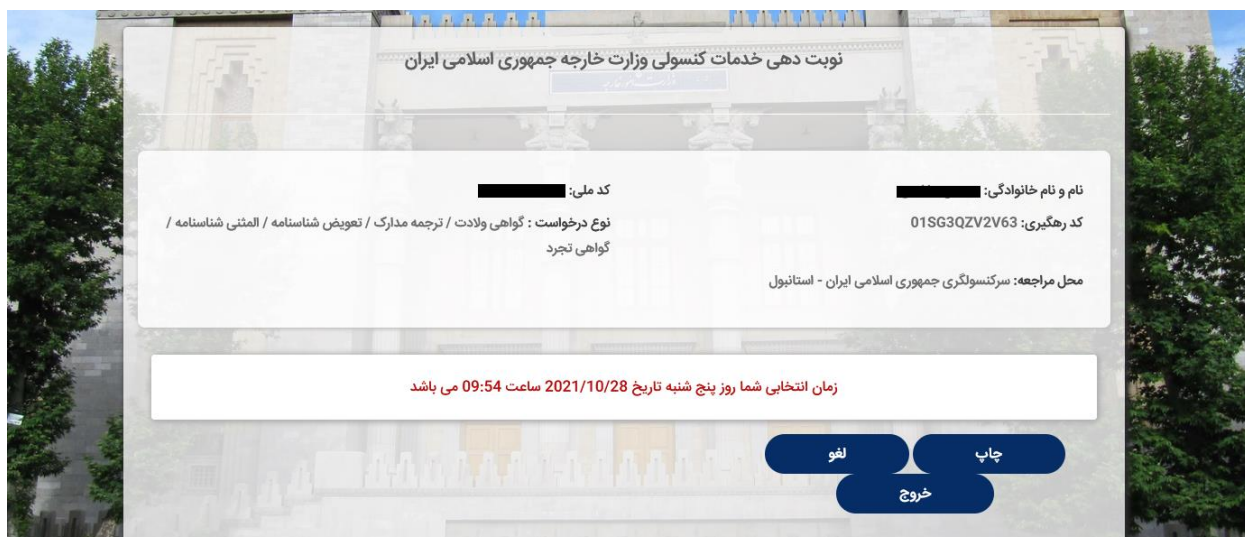 نوبت دهی خدمات کنسولی وزارت خارجه جمهوری اسلامی ایران
نام و نام خانوادگی:
کد ملی:
کد رهگیری: 01SG3QZV2V63
نوع درخواست : گواهی ولادت / ترجمه مدارک / تعویض شناسنامه / المثنی شناسنامه /
گواهی تجرد
محل مراجعه: سرکنسولگری جمهوری اسلامی ایران - استانبول
زمان انتخابی شما روز پنج شنبه تاریخ 2021/10/28 ساعت 09:54 می باشد
چاپ
لغو
خروج